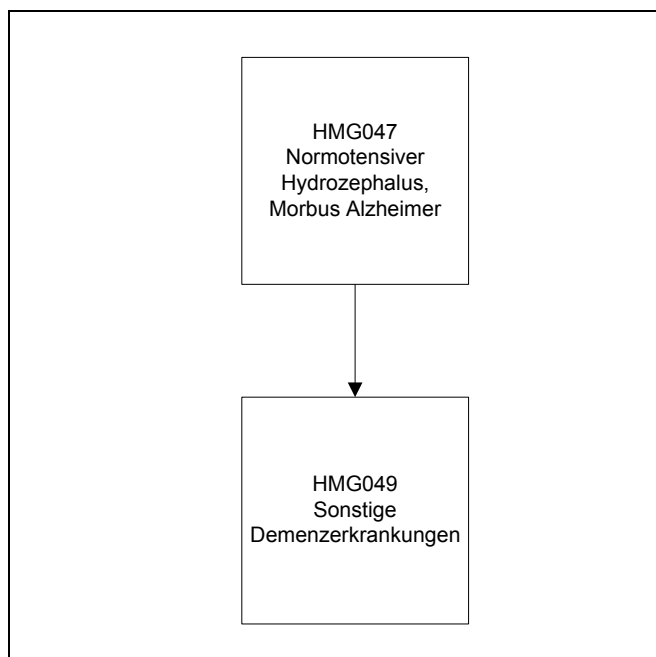 HMG047
Normotensiver
Hydrozephalus,
Morbus Alzheimer
HMG049
Sonstige
Demenzerkrankungen